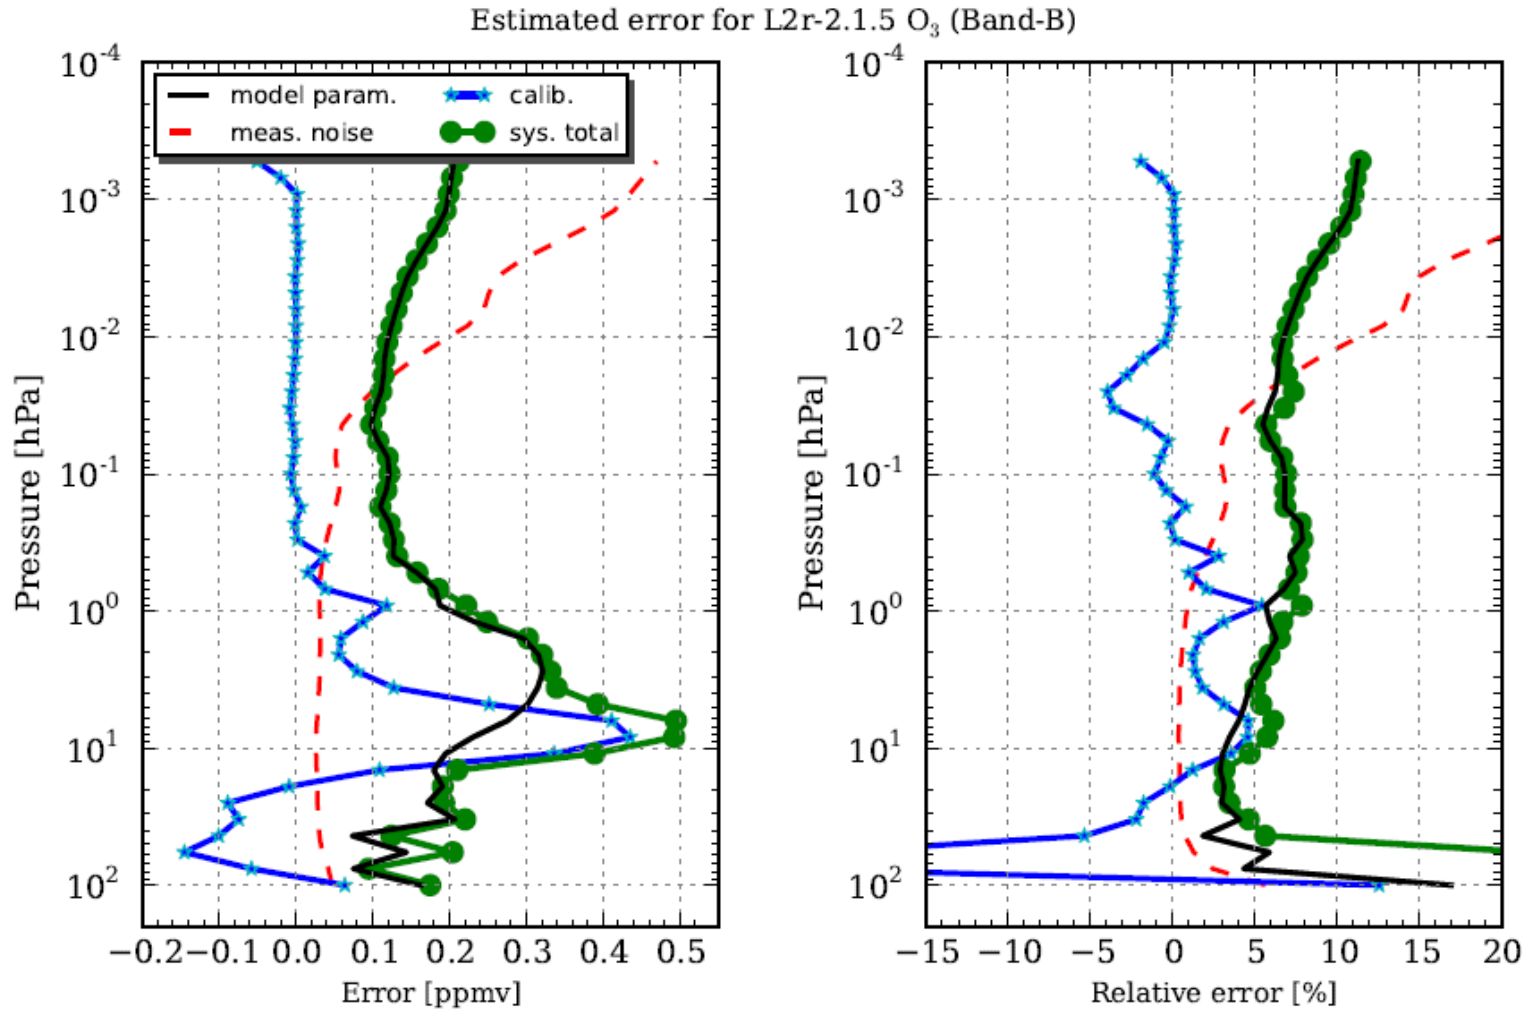 Estimated error for L2r-2.1.5 O₃ (Band-B)
model param.
meas. noise
calib.
sys. total
Pressure [hPa]
10⁻⁴
10⁻³
10⁻²
10⁻¹
10⁰
10¹
10²
−0.2 −0.1 0.0 0.1 0.2 0.3 0.4 0.5
Error [ppmv]
Pressure [hPa]
10⁻⁴
10⁻³
10⁻²
10⁻¹
10⁰
10¹
10²
−15 −10 −5 0 5 10 15 20
Relative error [%]